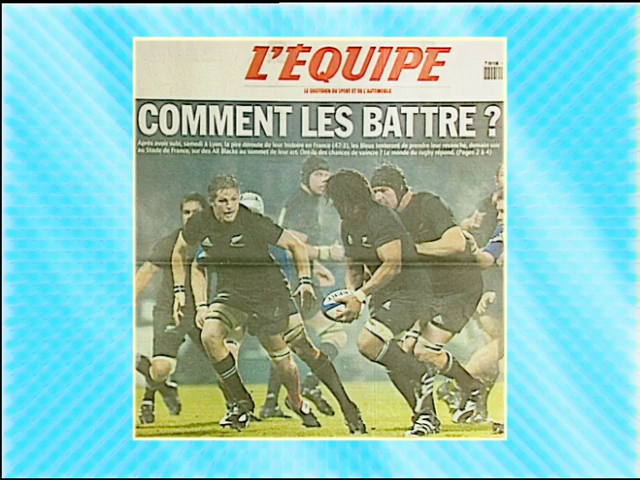 L'ÉQUIPE
LE QUOTIDIEN DU SPORT ET DE L'AUTOMOBILE
COMMENT LES BATTRE ?
Après avoir subi, samedi à Lyon, la pire déroute de leur histoire en France (47-3), les Bleus tenteront de prendre leur revanche, demain soir
au Stade de France, sur des All Blacks au sommet de leur art. Ont-ils des chances de vaincre ? Le monde du rugby répond. (Pages 2 à 4)